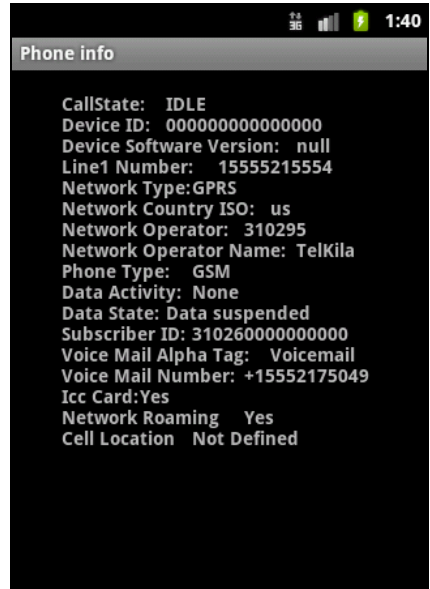 3G 1:40
Phone info
CallState: IDLE
Device ID: 000000000000000
Device Software Version: null
Line1 Number: 15555215554
Network Type:GPRS
Network Country ISO: us
Network Operator: 310295
Network Operator Name: TelKila
Phone Type: GSM
Data Activity: None
Data State: Data suspended
Subscriber ID: 310260000000000
Voice Mail Alpha Tag: Voicemail
Voice Mail Number: +15552175049
Icc Card:Yes
Network Roaming Yes
Cell Location Not Defined